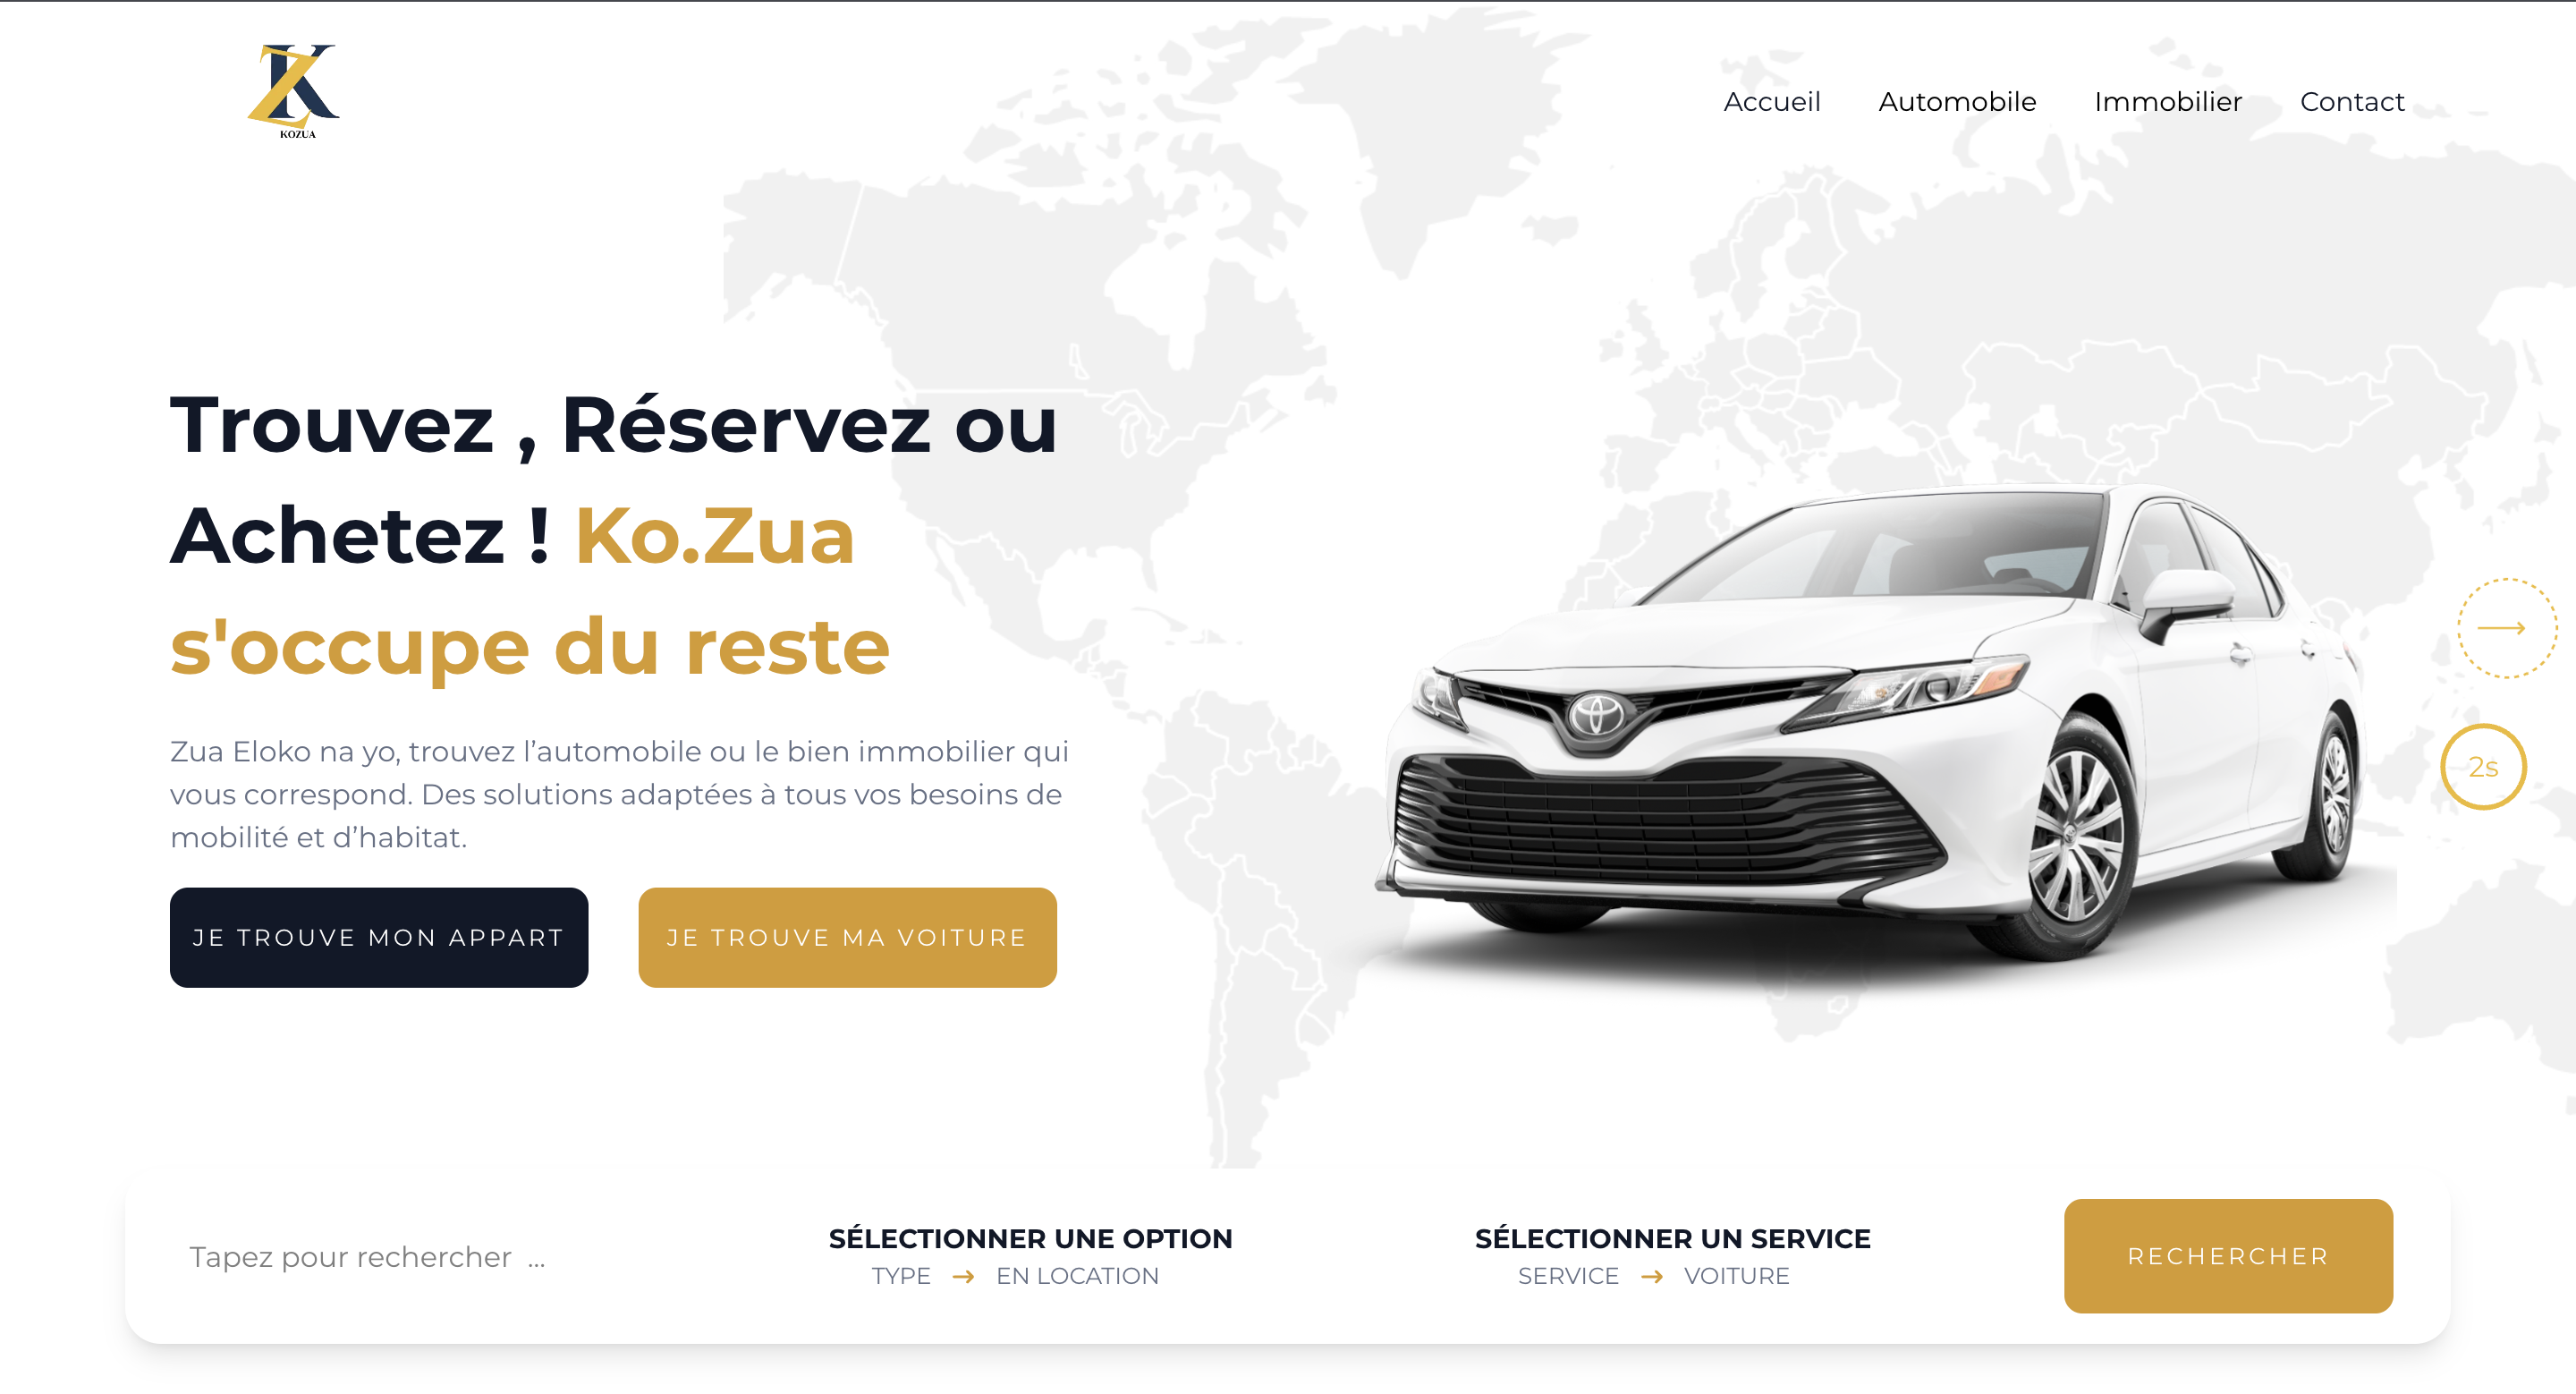 KOZUA
Accueil Automobile Immobilier Contact
Trouvez , Réservez ou
Achetez ! Ko.Zua
s'occupe du reste
Zua Eloko na yo, trouvez l’automobile ou le bien immobilier qui
vous correspond. Des solutions adaptées à tous vos besoins de
mobilité et d’habitat.
JE TROUVE MON APPART
JE TROUVE MA VOITURE
2s
Tapez pour rechercher ...
SÉLECTIONNER UNE OPTION
TYPE → EN LOCATION
SÉLECTIONNER UN SERVICE
SERVICE → VOITURE
RECHERCHER